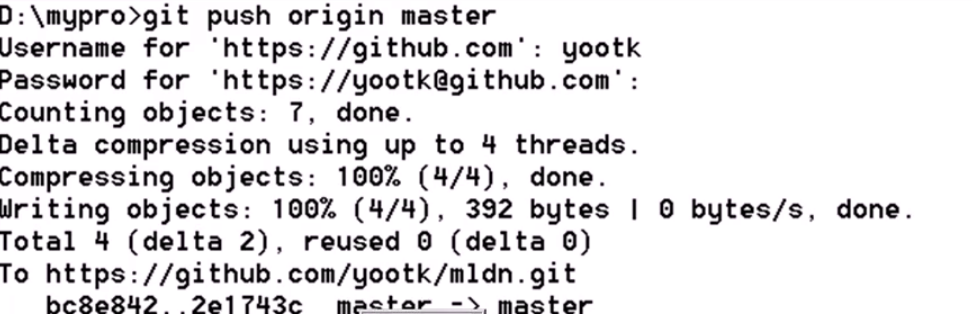 D:\mypro>git push origin master
Username for 'https://github.com': yootk
Password for 'https://yootk@github.com':
Counting objects: 7, done.
Delta compression using up to 4 threads.
Compressing objects: 100% (4/4), done.
Writing objects: 100% (4/4), 392 bytes | 0 bytes/s, done.
Total 4 (delta 2), reused 0 (delta 0)
To https://github.com/yootk/mldn.git
bc8e842..2e1743c master -> master